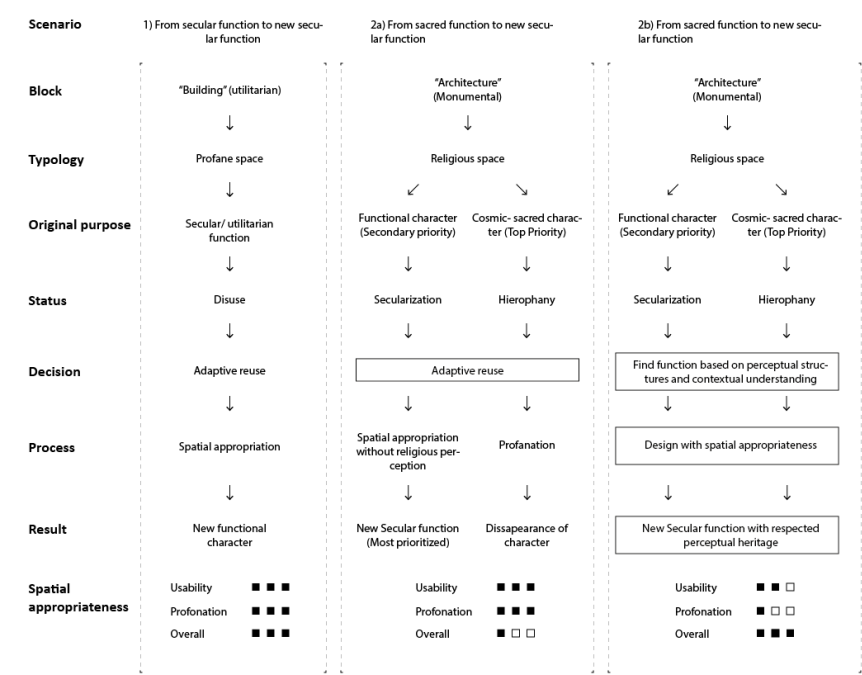 Scenario
1) From secular function to new secu-
lar function
2a) From sacred function to new secu-
lar function
2b) From sacred function to new secu-
lar function
Block
“Building” (utilitarian)
“Architecture”
(Monumental)
“Architecture”
(Monumental)
Typology
Profane space
Religious space
Religious space
Original purpose
Secular/ utilitarian
function
Functional character
(Secondary priority)
Cosmic- sacred charac-
ter (Top Priority)
Functional character
(Secondary priority)
Cosmic- sacred charac-
ter (Top Priority)
Status
Disuse
Secularization
Hierophany
Secularization
Hierophany
Decision
Adaptive reuse
Adaptive reuse
Find function based on perceptual struc-
tures and contextual understanding
Process
Spatial appropriation
Spatial appropriation
without religious per-
ception
Profanation
Design with spatial appropriateness
Result
New functional
character
New Secular function
(Most prioritized)
Dissapearance of
character
New Secular function with respected
perceptual heritage
Spatial
appropriateness
Usability
Profonation
Overall
Usability
Profonation
Overall
Usability
Profonation
Overall